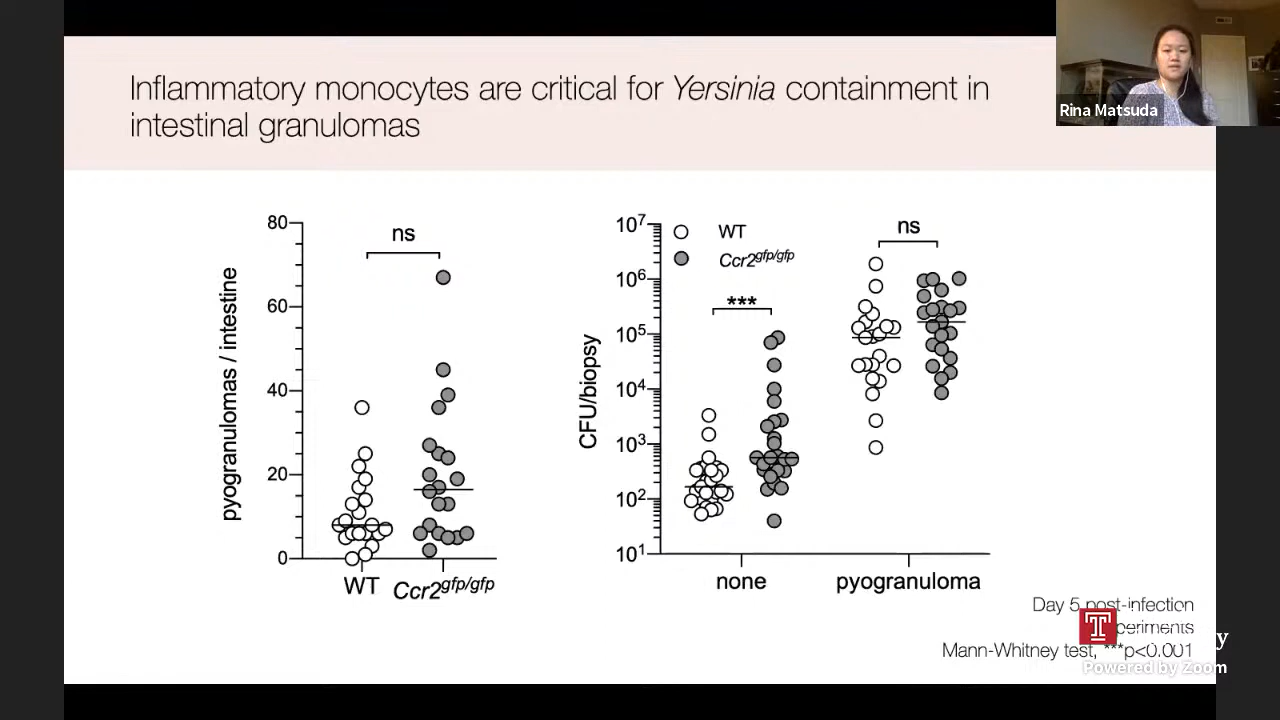 Inflammatory monocytes are critical for Yersinia containment in
intestinal granulomas
Rina Matsuda
pyogranulomas / intestine
80
60
40
20
0
ns
WT
Ccr2gfp/gfp
CFU/biopsy
10⁷
10⁶
10⁵
10⁴
10³
10²
10¹
WT
Ccr2gfp/gfp
***
ns
none
pyogranuloma
Day 5 post-infection
Mann-Whitney test, ***p<0.001
Powered by Zoom